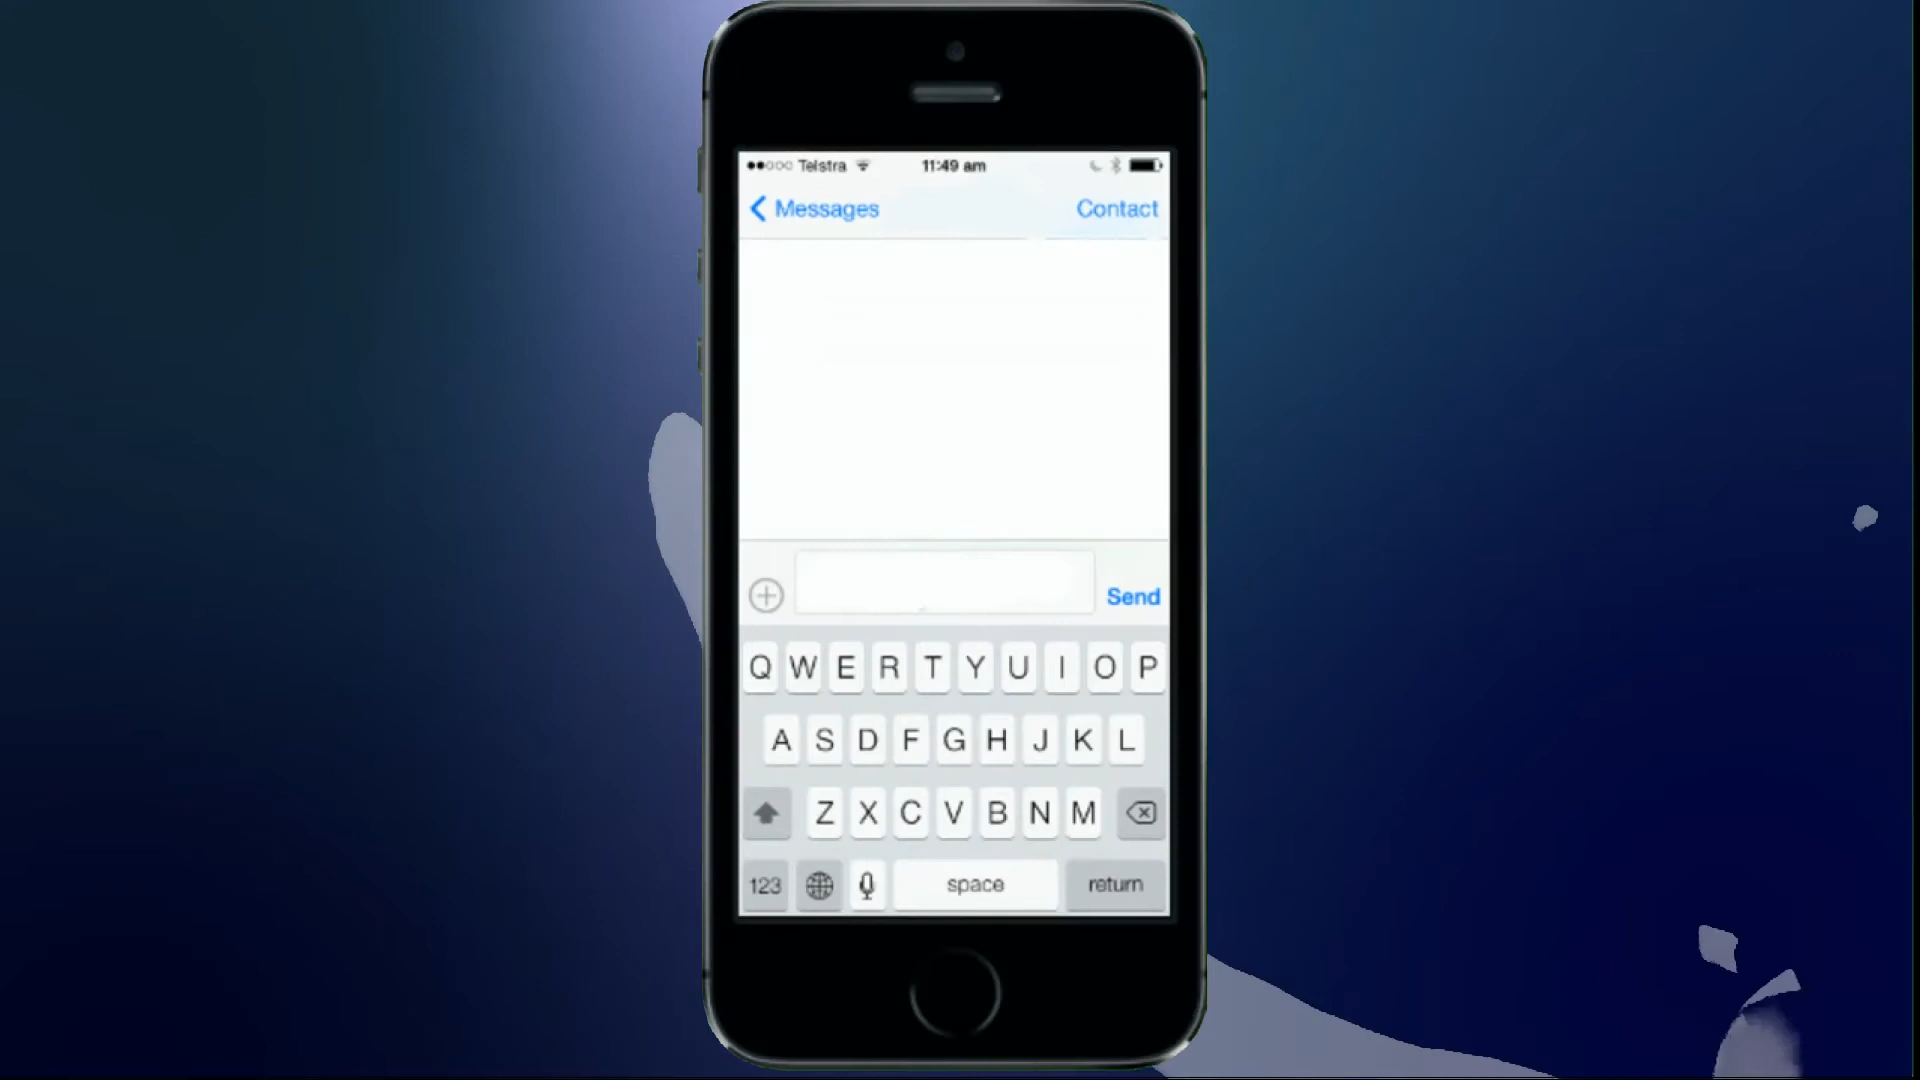 Telstra 11:49 am
Messages Contact
Send
Q W E R T Y U I O P
A S D F G H J K L
Z X C V B N M
123 space return